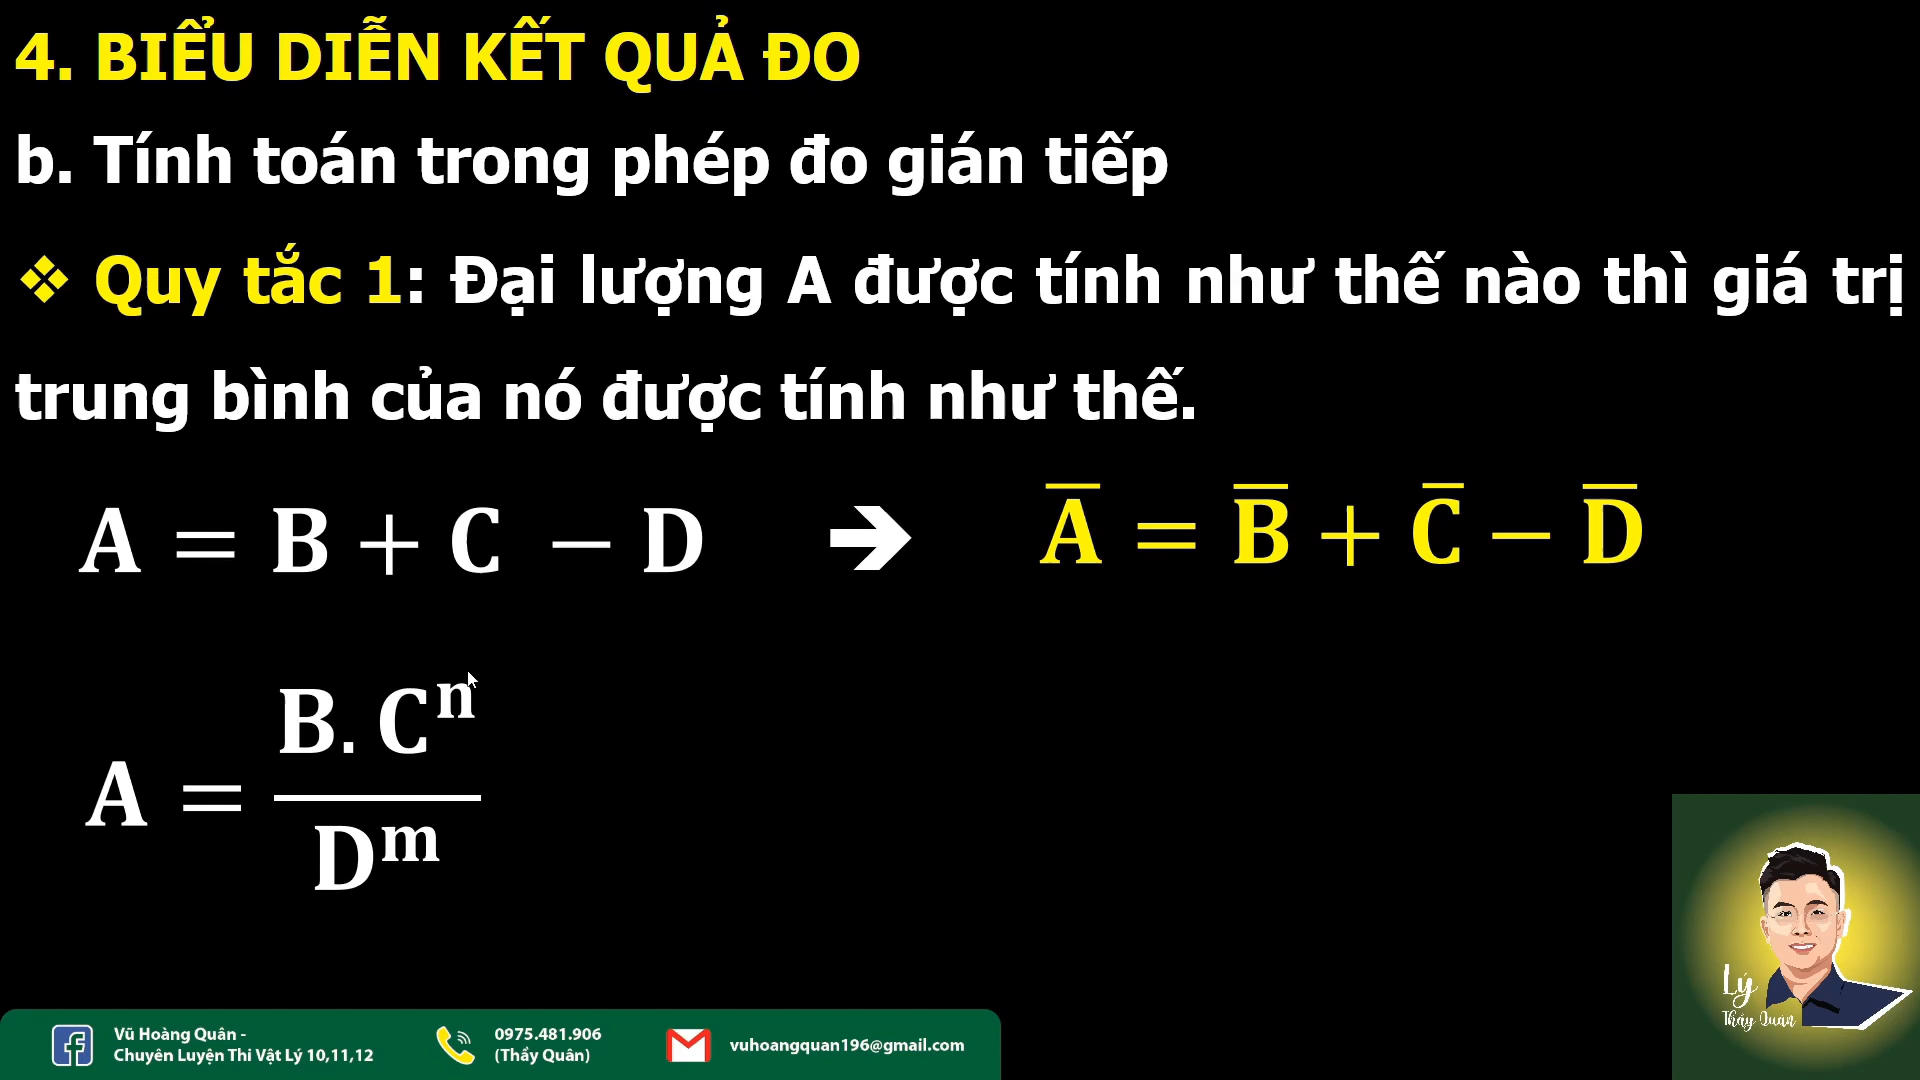 4. BIỂU DIỄN KẾT QUẢ ĐO
b. Tính toán trong phép đo gián tiếp
❖ Quy tắc 1: Đại lượng A được tính như thế nào thì giá trị
trung bình của nó được tính như thế.
A = B + C − D ➔ A̅ = B̅ + C̅ − D̅
A = B. Cⁿ / Dᵐ
Lý
Thầy Quân
Vũ Hoàng Quân -
Chuyên Luyện Thi Vật Lý 10,11,12
0975.481.906
(Thầy Quân)
vuhoangquan196@gmail.com